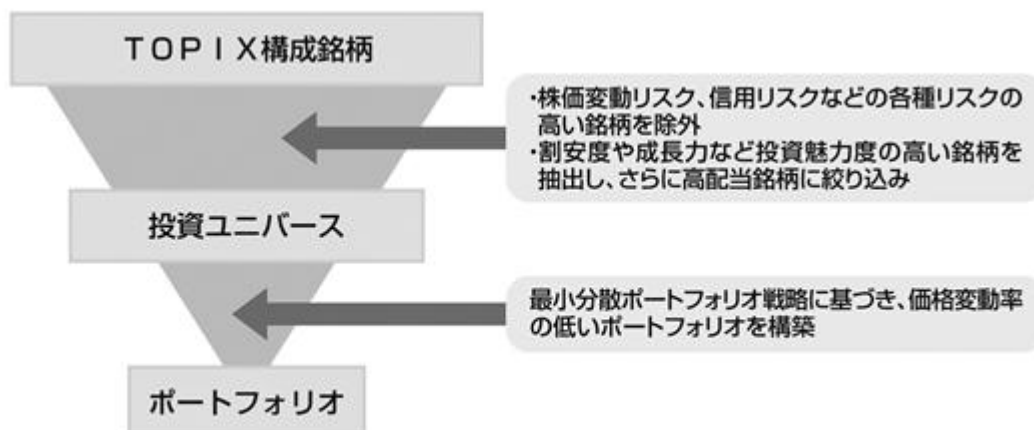 ＴＯＰＩＸ構成銘柄
・株価変動リスク、信用リスクなどの各種リスクの
高い銘柄を除外
・割安度や成長力など投資魅力度の高い銘柄を
抽出し、さらに高配当銘柄に絞り込み
投資ユニバース
最小分散ポートフォリオ戦略に基づき、価格変動率
の低いポートフォリオを構築
ポートフォリオ